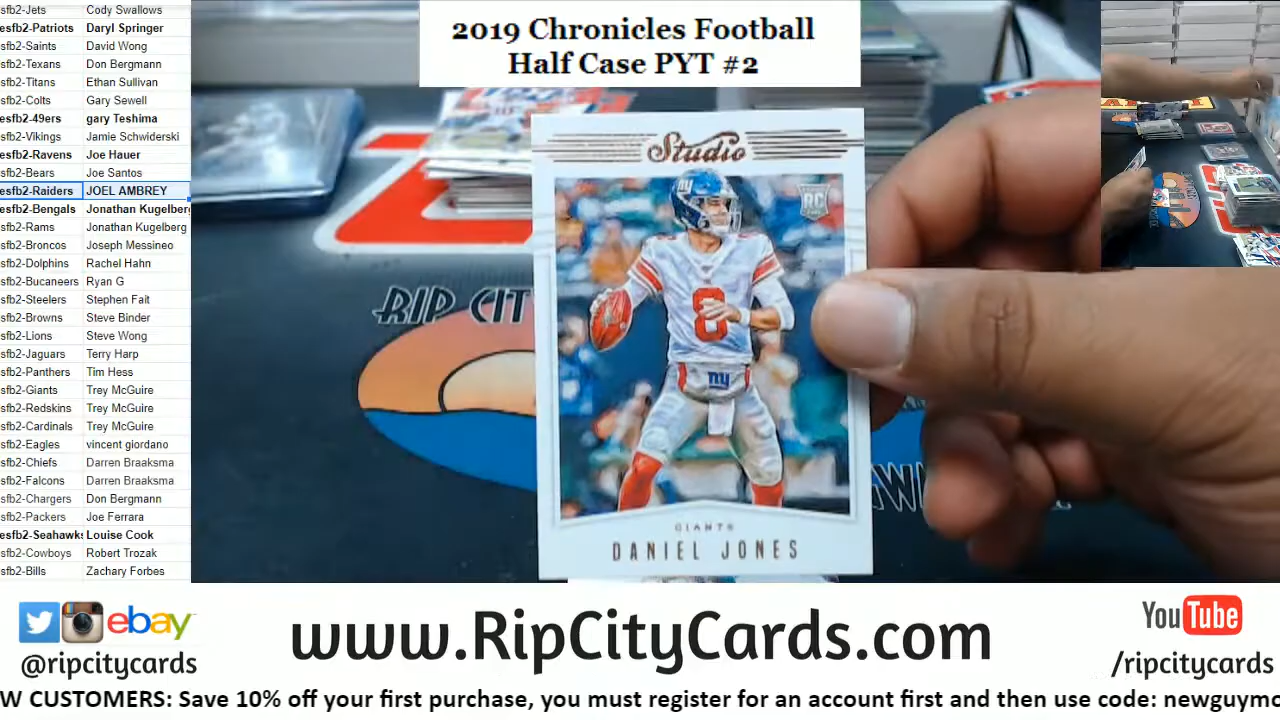 sfb2-Jets Cody Swallows
esfb2-Patriots Daryl Springer
sfb2-Saints David Wong
sfb2-Texans Don Bergmann
sfb2-Titans Ethan Sullivan
sfb2-Colts Gary Sewell
esfb2-49ers gary Teshima
sfb2-Vikings Jamie Schwiderski
esfb2-Ravens Joe Hauer
sfb2-Bears Joe Santos
esfb2-Raiders JOEL AMBREY
esfb2-Bengals Jonathan Kugelberg
sfb2-Rams Jonathan Kugelberg
sfb2-Broncos Joseph Messineo
sfb2-Dolphins Rachel Hahn
sfb2-Bucaneers Ryan G
sfb2-Steelers Stephen Fait
sfb2-Browns Steve Binder
sfb2-Lions Steve Wong
sfb2-Jaguars Terry Harp
sfb2-Panthers Tim Hess
sfb2-Giants Trey McGuire
sfb2-Redskins Trey McGuire
sfb2-Cardinals Trey McGuire
sfb2-Eagles vincent giordano
sfb2-Chiefs Darren Braaksma
sfb2-Falcons Darren Braaksma
sfb2-Chargers Don Bergmann
sfb2-Packers Joe Ferrara
esfb2-Seahawks Louise Cook
sfb2-Cowboys Robert Trozak
sfb2-Bills Zachary Forbes
2019 Chronicles Football
Half Case PYT #2
Studio
RC
ny
8
ny
GIANTS
DANIEL JONES
RIP CIT
ebay
@ripcitycards
www.RipCityCards.com
YouTube
/ripcitycards
W CUSTOMERS: Save 10% off your first purchase, you must register for an account first and then use code: newguymo